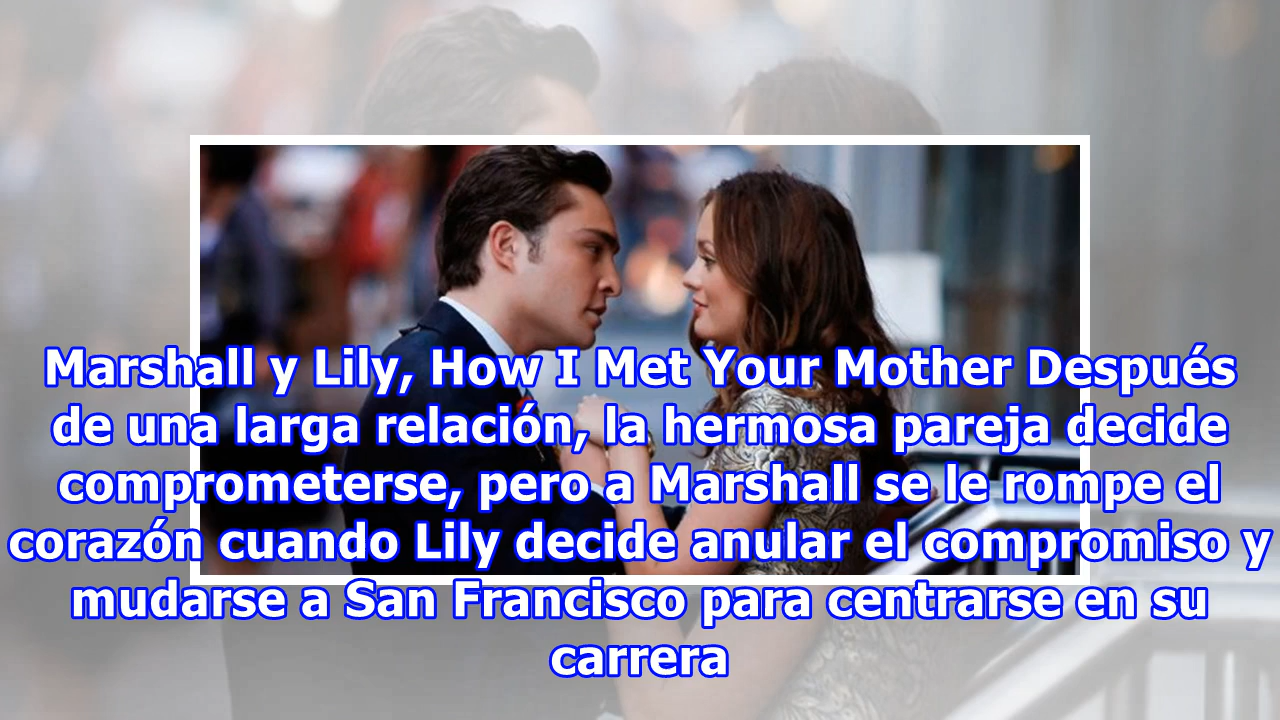 Marshall y Lily, How I Met Your Mother Después
de una larga relación, la hermosa pareja decide
comprometerse, pero a Marshall se le rompe el
corazón cuando Lily decide anular el compromiso y
mudarse a San Francisco para centrarse en su
carrera